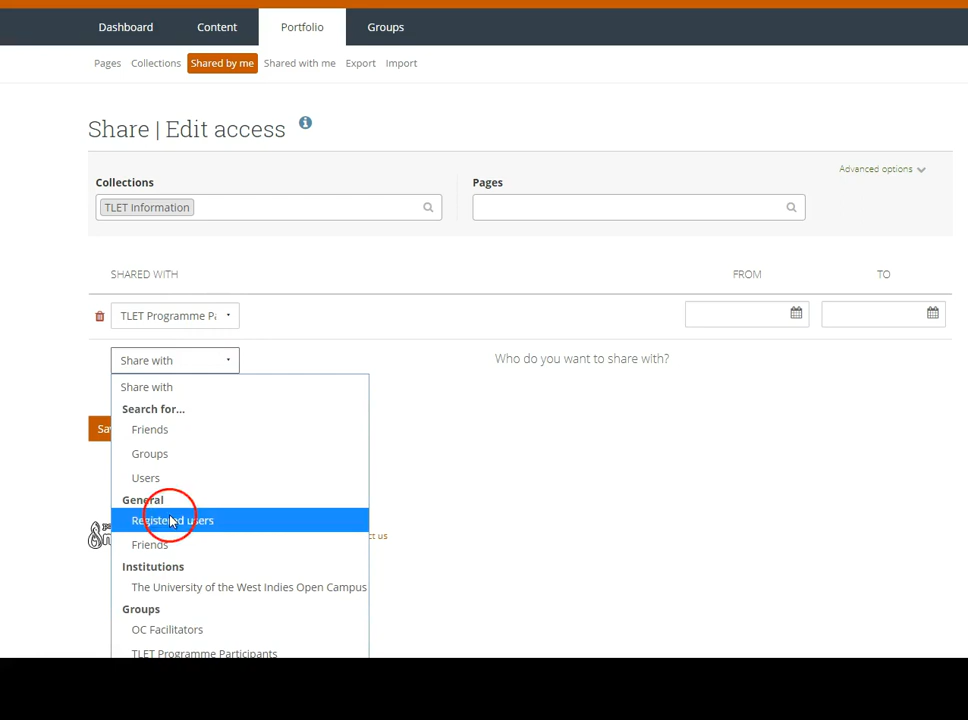 Dashboard Content Portfolio Groups
Pages Collections Shared by me Shared with me Export Import
Share | Edit access
Advanced options
Collections Pages
TLET Information
SHARED WITH FROM TO
TLET Programme Pa
Share with Who do you want to share with?
Share with
Search for...
Friends
Groups
Users
General
Registered users
Friends
Institutions
The University of the West Indies Open Campus
Groups
OC Facilitators
TLET Programme Participants